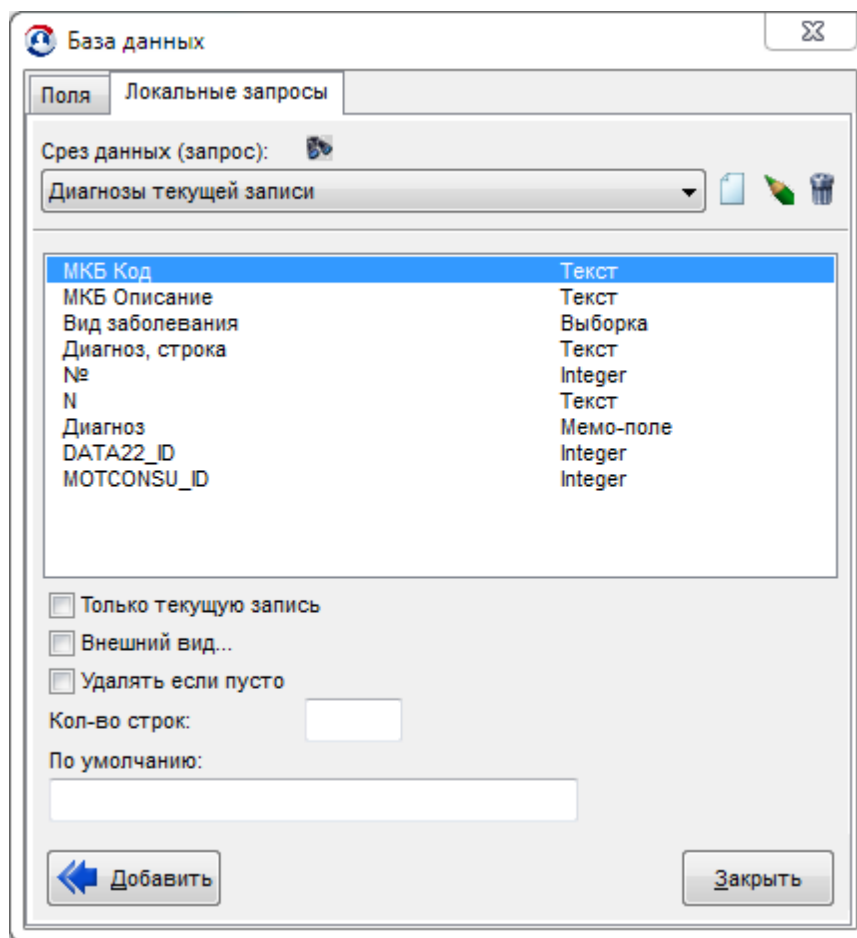 База данных
Поля Локальные запросы
Срез данных (запрос):
Диагнозы текущей записи
МКБ Код Текст
МКБ Описание Текст
Вид заболевания Выборка
Диагноз, строка Текст
№ Integer
N Текст
Диагноз Мемо-поле
DATA22_ID Integer
MOTCONSU_ID Integer
Только текущую запись
Внешний вид...
Удалять если пусто
Кол-во строк:
По умолчанию:
Добавить Закрыть